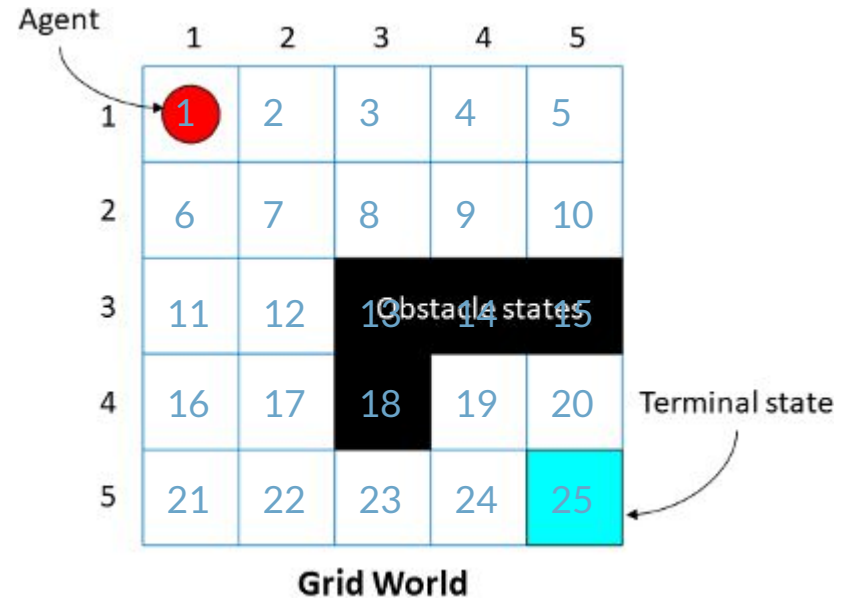 Agent
1 2 3 4 5
1 1 2 3 4 5
2 6 7 8 9 10
3 11 12 13 14 15
Obstacle states
4 16 17 18 19 20
Terminal state
5 21 22 23 24 25
Grid World